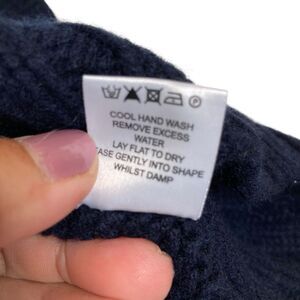 COOL HAND WASH
REMOVE EXCESS
WATER
LAY FLAT TO DRY
EASE GENTLY INTO SHAPE
WHILST DAMP